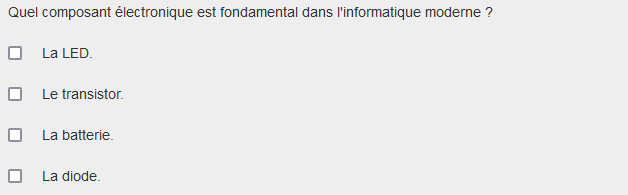 Quel composant électronique est fondamental dans l'informatique moderne ?
La LED.
Le transistor.
La batterie.
La diode.